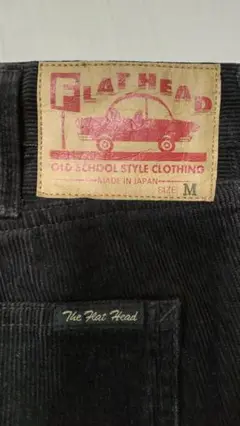 FLAT HEAD
OLD SCHOOL STYLE CLOTHING
MADE IN JAPAN
SIZE: M
The Flat Head